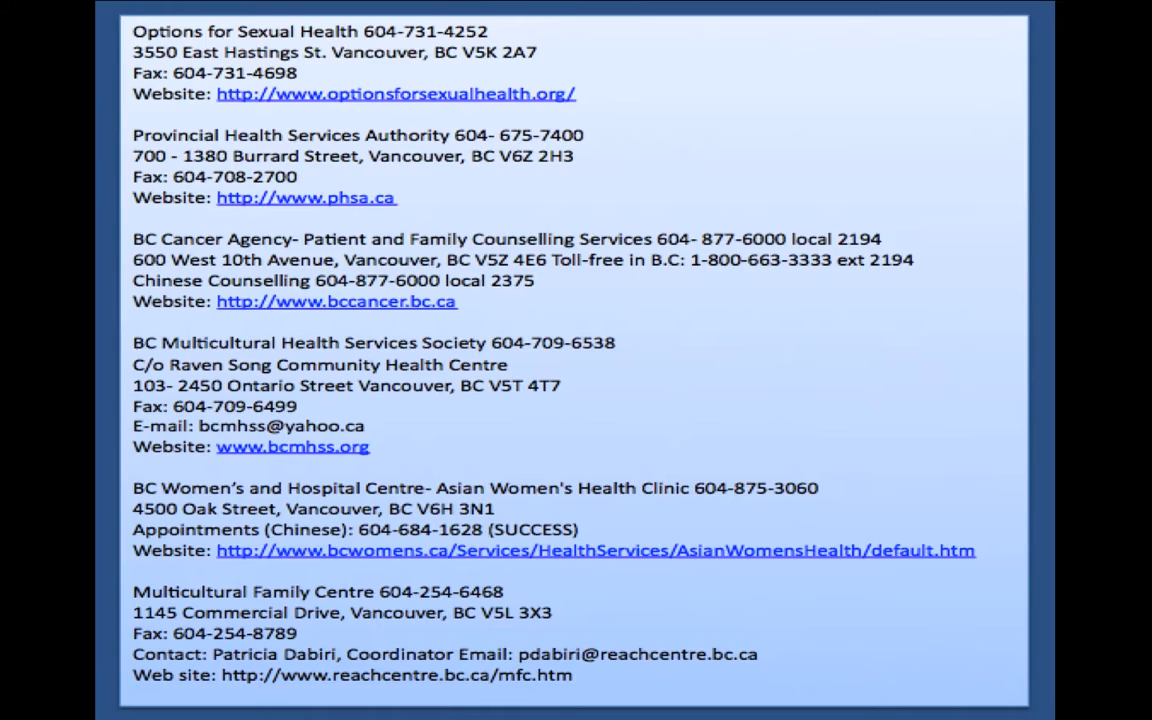 Options for Sexual Health 604-731-4252
3550 East Hastings St. Vancouver, BC V5K 2A7
Fax: 604-731-4698
Website: http://www.optionsforsexualhealth.org/
Provincial Health Services Authority 604- 675-7400
700 - 1380 Burrard Street, Vancouver, BC V6Z 2H3
Fax: 604-708-2700
Website: http://www.phsa.ca
BC Cancer Agency- Patient and Family Counselling Services 604- 877-6000 local 2194
600 West 10th Avenue, Vancouver, BC V5Z 4E6 Toll-free in B.C: 1-800-663-3333 ext 2194
Chinese Counselling 604-877-6000 local 2375
Website: http://www.bccancer.bc.ca
BC Multicultural Health Services Society 604-709-6538
C/o Raven Song Community Health Centre
103- 2450 Ontario Street Vancouver, BC V5T 4T7
Fax: 604-709-6499
E-mail: bcmhss@yahoo.ca
Website: www.bcmhss.org
BC Women’s and Hospital Centre- Asian Women's Health Clinic 604-875-3060
4500 Oak Street, Vancouver, BC V6H 3N1
Appointments (Chinese): 604-684-1628 (SUCCESS)
Website: http://www.bcwomens.ca/Services/HealthServices/AsianWomensHealth/default.htm
Multicultural Family Centre 604-254-6468
1145 Commercial Drive, Vancouver, BC V5L 3X3
Fax: 604-254-8789
Contact: Patricia Dabiri, Coordinator Email: pdabiri@reachcentre.bc.ca
Web site: http://www.reachcentre.bc.ca/mfc.htm